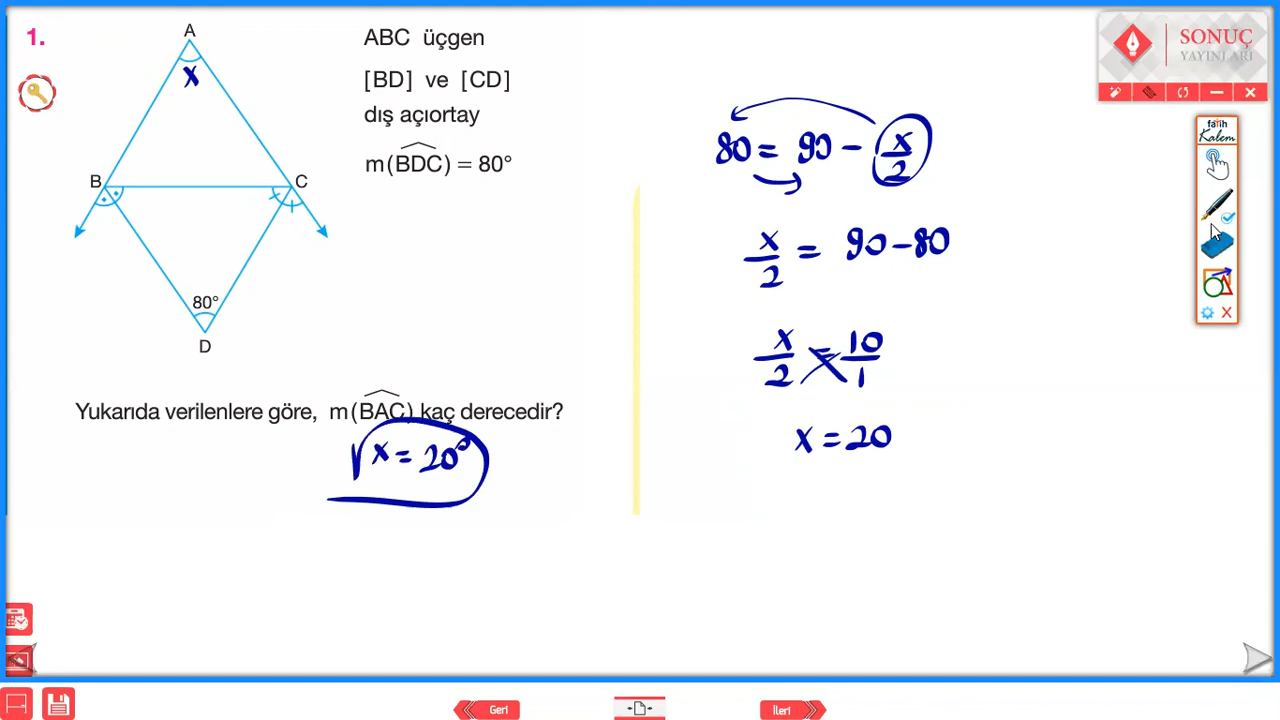 1.
A
x
B
C
80°
D
ABC üçgen
[BD] ve [CD]
dış açıortay
m(BDC) = 80°
Yukarıda verilenlere göre, m(BAC) kaç derecedir?
√x = 20°
80 = 90 - x/2
x/2 = 90 - 80
x/2 = 10/1
x = 20
SONUÇ
YAYINLARI
fatih
Kalem
Geri
İleri